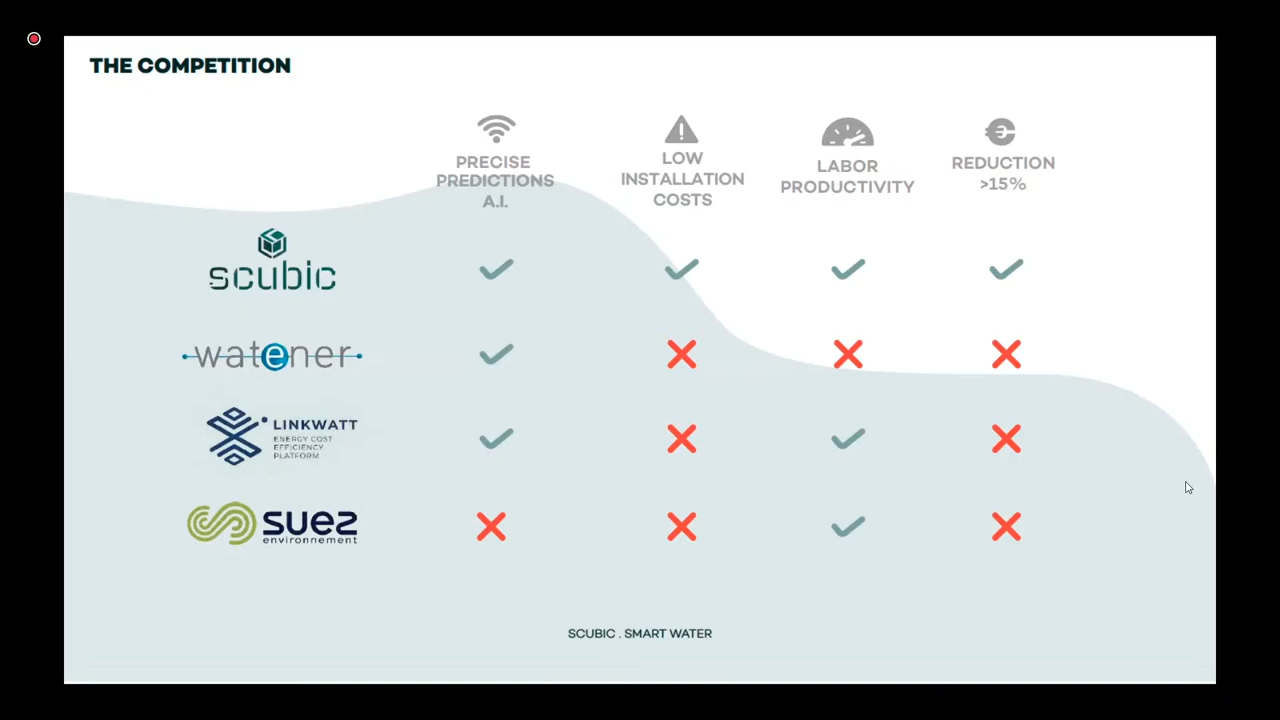 THE COMPETITION
PRECISE
PREDICTIONS
A.I.
LOW
INSTALLATION
COSTS
LABOR
PRODUCTIVITY
REDUCTION
>15%
scubic
watener
LINKWATT
ENERGY COST
EFFICIENCY
PLATFORM
suez
environnement
SCUBIC . SMART WATER